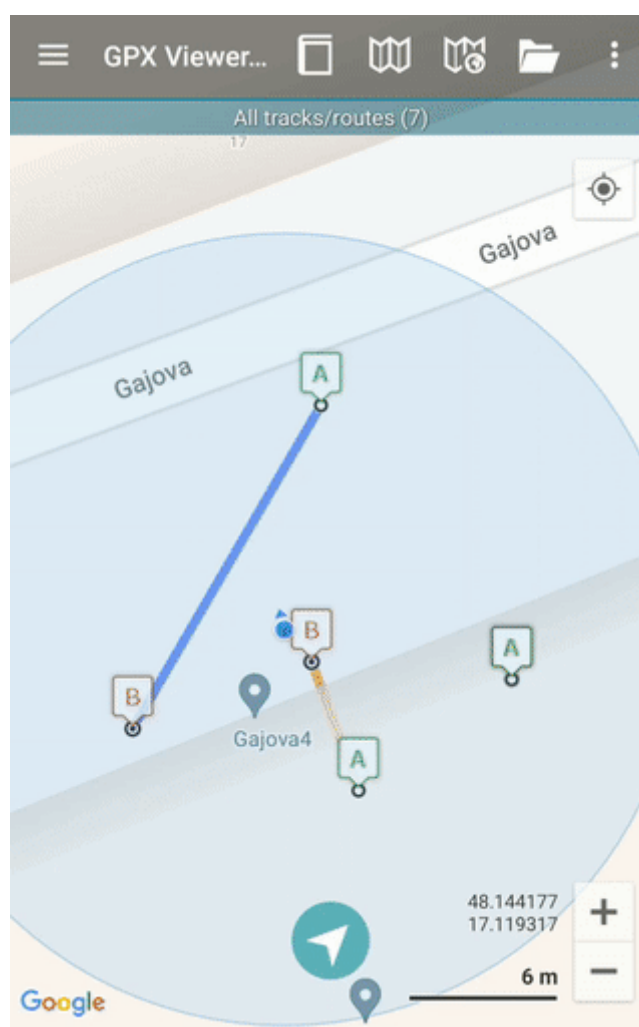 GPX Viewer...
All tracks/routes (7)
17
Gajova
Gajova
A
B
A
B
Gajova4
A
48.144177
17.119317
6 m
Google